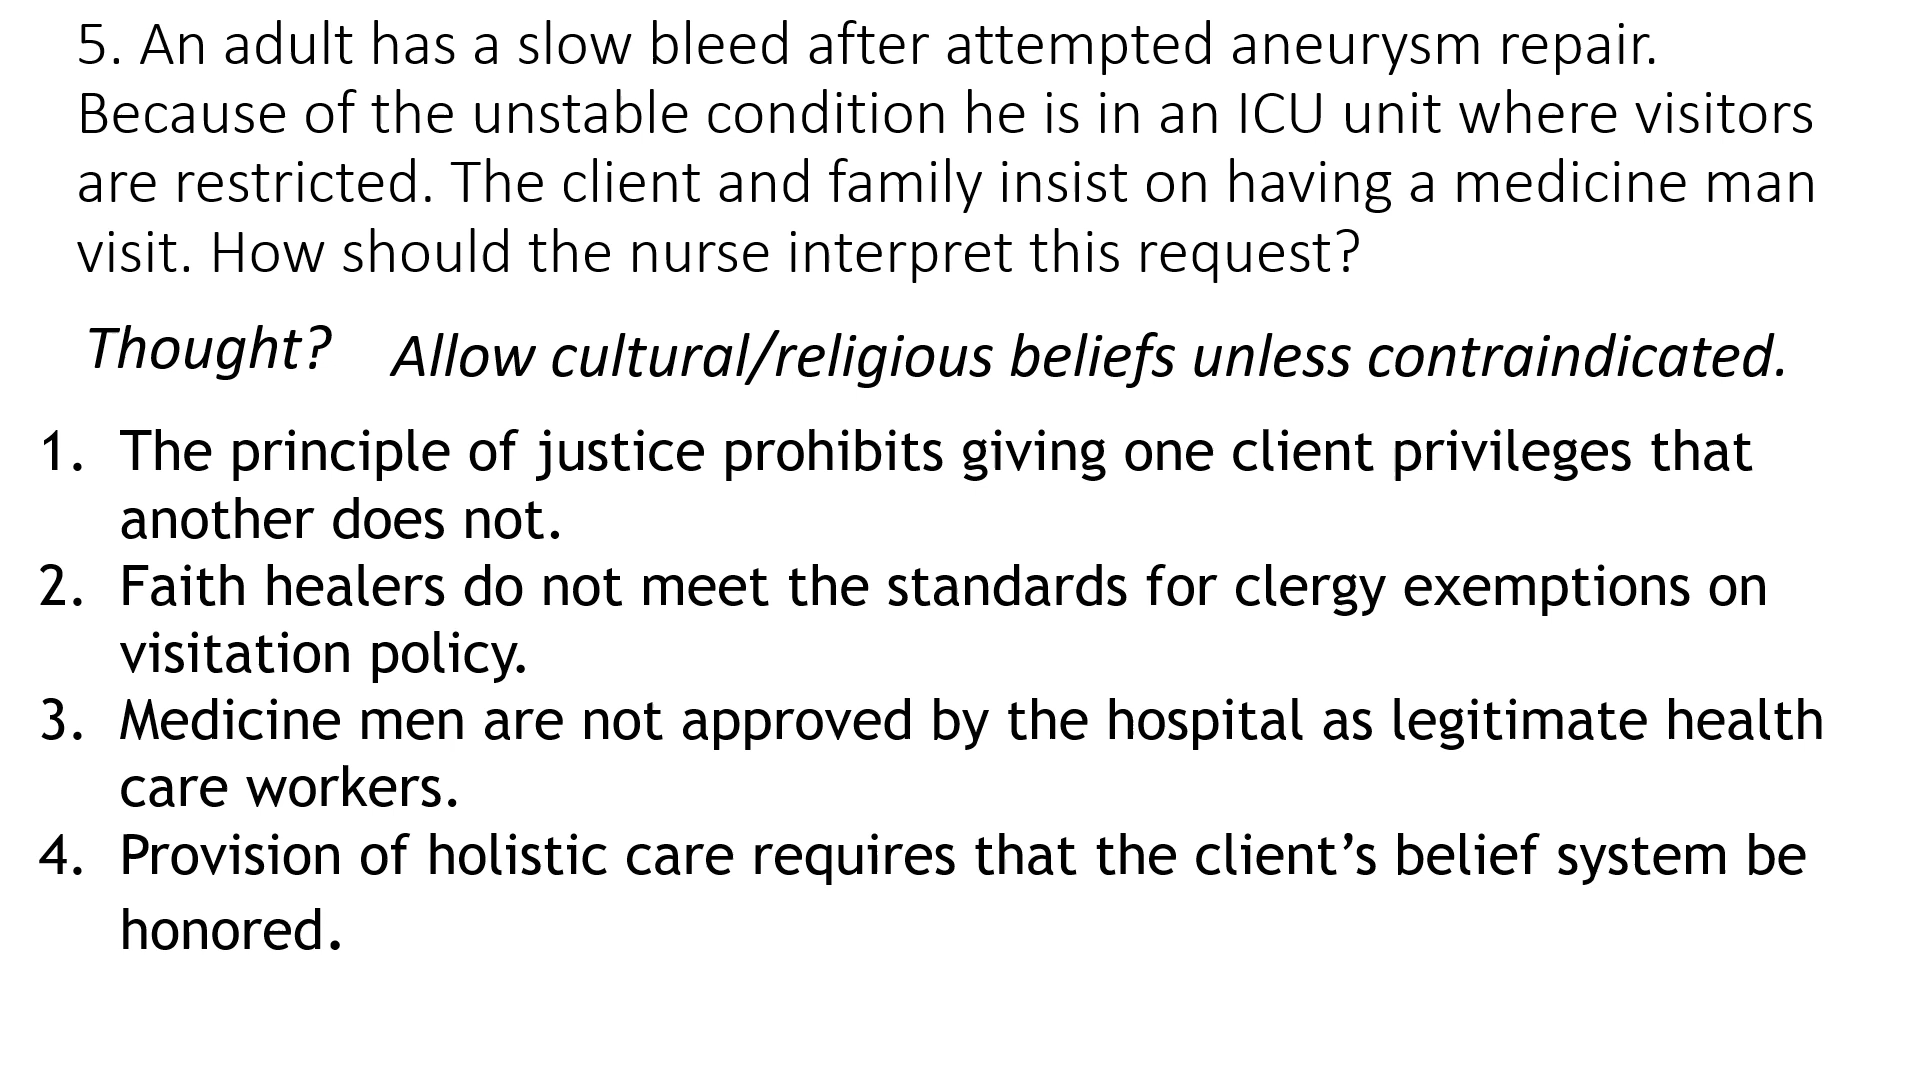 5. An adult has a slow bleed after attempted aneurysm repair.
Because of the unstable condition he is in an ICU unit where visitors
are restricted. The client and family insist on having a medicine man
visit. How should the nurse interpret this request?
Thought? Allow cultural/religious beliefs unless contraindicated.
1. The principle of justice prohibits giving one client privileges that
another does not.
2. Faith healers do not meet the standards for clergy exemptions on
visitation policy.
3. Medicine men are not approved by the hospital as legitimate health
care workers.
4. Provision of holistic care requires that the client’s belief system be
honored.